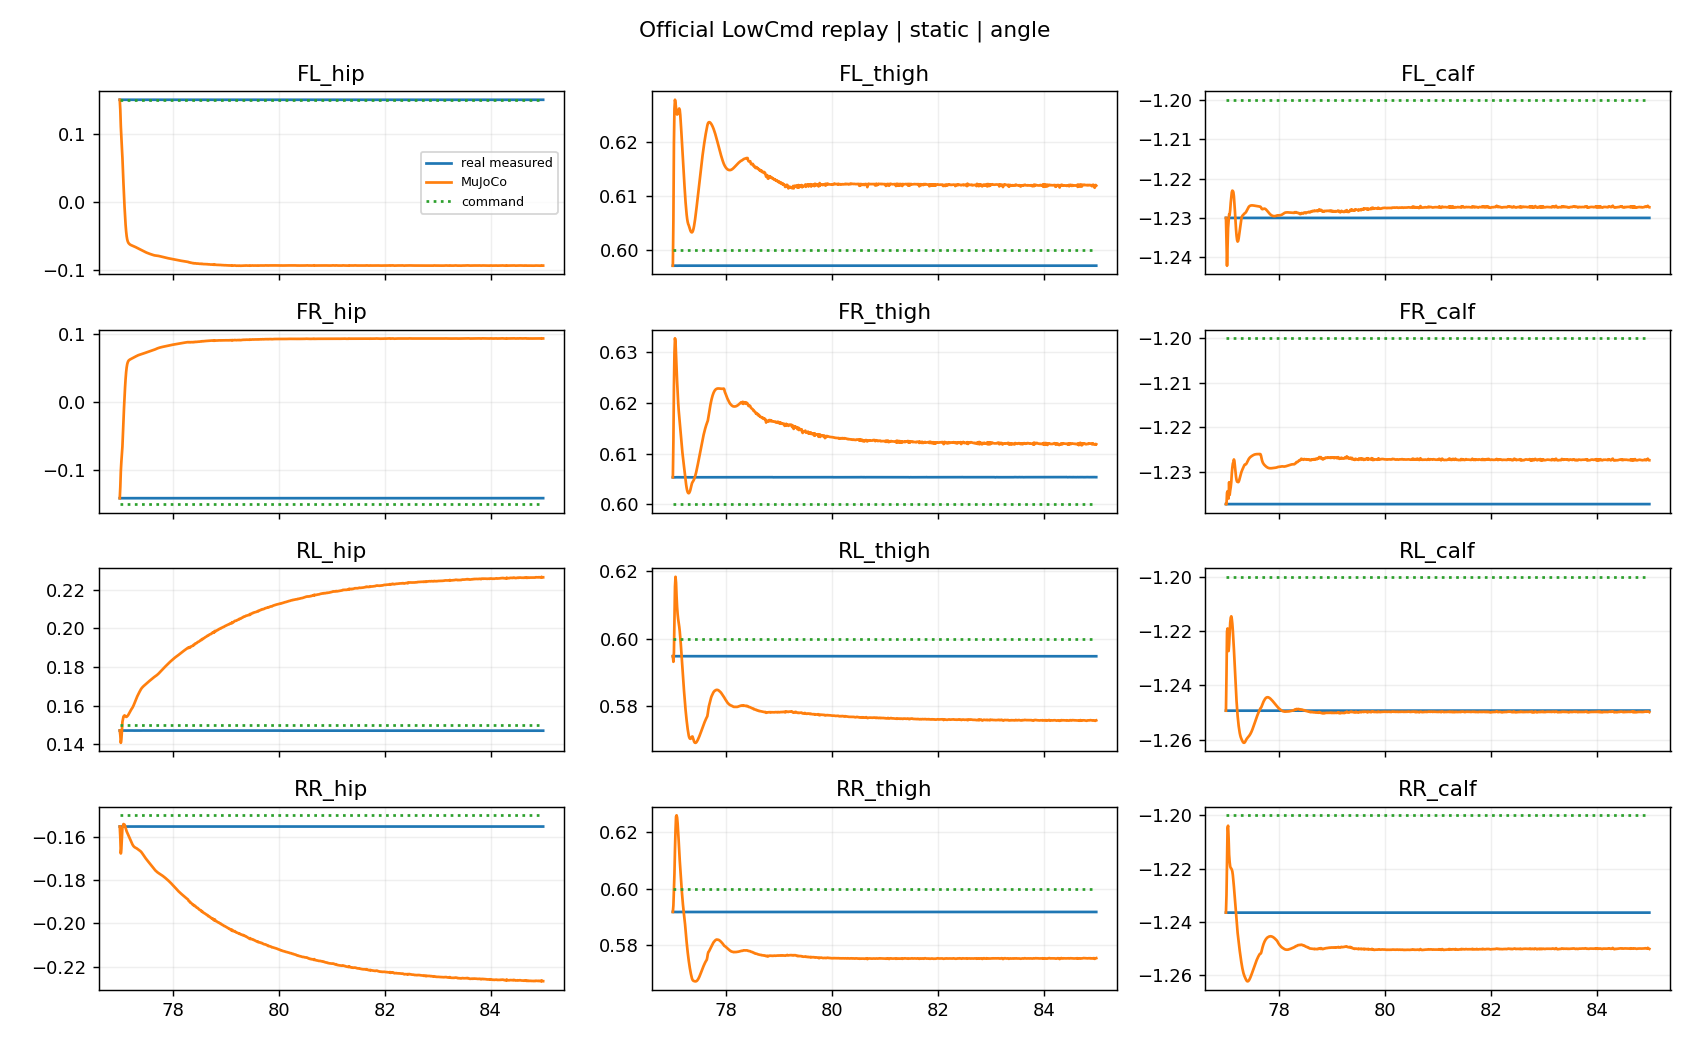 Official LowCmd replay | static | angle
FL_hip
FL_thigh
FL_calf
0.1
0.0
−0.1
real measured
MuJoCo
command
0.62
0.61
0.60
−1.20
−1.21
−1.22
−1.23
−1.24
FR_hip
FR_thigh
FR_calf
0.1
0.0
−0.1
0.63
0.62
0.61
0.60
−1.20
−1.21
−1.22
−1.23
RL_hip
RL_thigh
RL_calf
0.22
0.20
0.18
0.16
0.14
0.62
0.60
0.58
−1.20
−1.22
−1.24
−1.26
RR_hip
RR_thigh
RR_calf
−0.16
−0.18
−0.20
−0.22
0.62
0.60
0.58
−1.20
−1.22
−1.24
−1.26
78 80 82 84
78 80 82 84
78 80 82 84